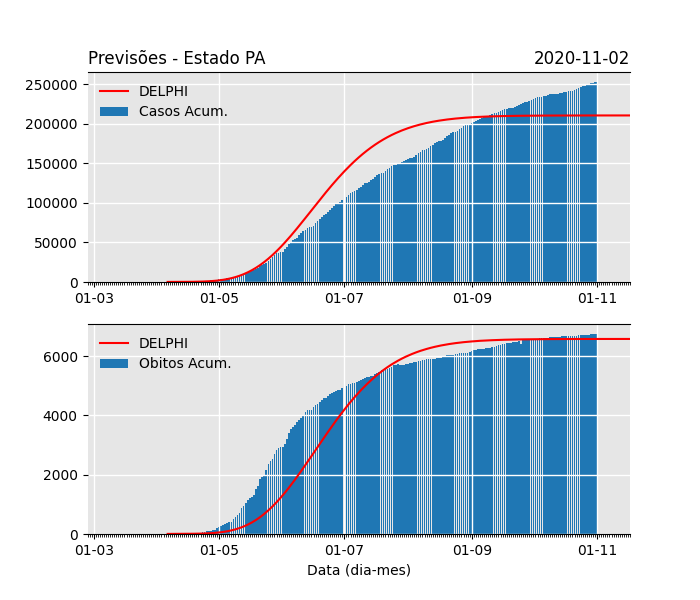 Previsões - Estado PA 2020-11-02
250000
200000
150000
100000
50000
0
DELPHI
Casos Acum.
01-03 01-05 01-07 01-09 01-11
6000
4000
2000
0
DELPHI
Obitos Acum.
01-03 01-05 01-07 01-09 01-11
Data (dia-mes)